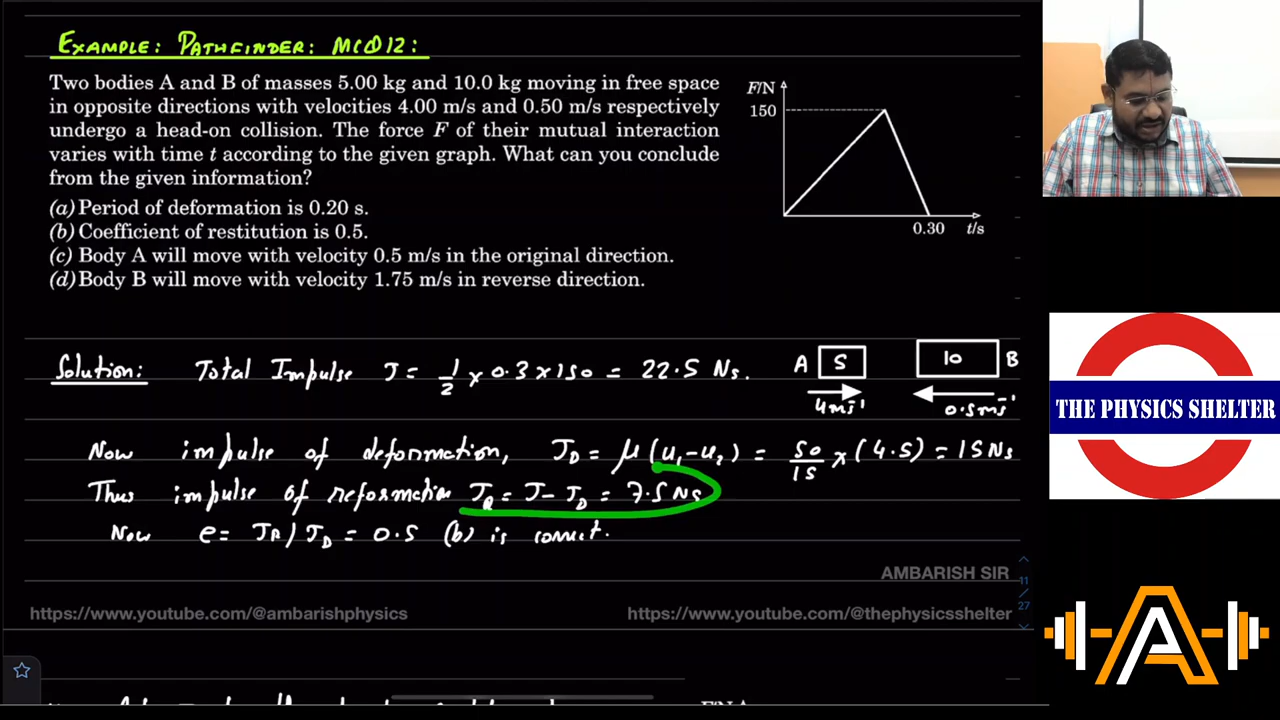 EXAMPLE: PATHFINDER: MCQ12:
Two bodies A and B of masses 5.00 kg and 10.0 kg moving in free space
in opposite directions with velocities 4.00 m/s and 0.50 m/s respectively
undergo a head-on collision. The force F of their mutual interaction
varies with time t according to the given graph. What can you conclude
from the given information?
(a) Period of deformation is 0.20 s.
(b) Coefficient of restitution is 0.5.
(c) Body A will move with velocity 0.5 m/s in the original direction.
(d) Body B will move with velocity 1.75 m/s in reverse direction.
F/N
150
0.30 t/s
Solution: Total Impulse J = 1/2 x 0.3 x 150 = 22.5 Ns.
A 5 10 B
4ms⁻¹ 0.5ms⁻¹
Now impulse of deformation, J_D = μ(u₁-u₂) = 50/15 x (4.5) = 15Ns
Thus impulse of reformation J_R = J - J_D = 7.5 Ns
Now e = J_R/J_D = 0.5 (b) is correct.
THE PHYSICS SHELTER
AMBARISH SIR
11
/
27
https://www.youtube.com/@ambarishphysics
https://www.youtube.com/@thephysicsshelter
F/N